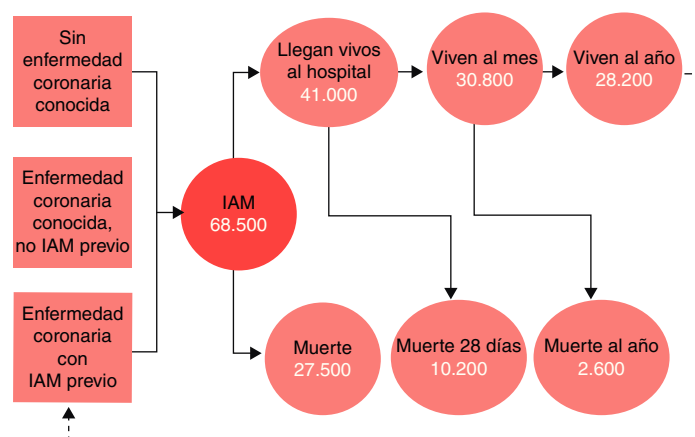 Sin
enfermedad
coronaria
conocida
Enfermedad
coronaria
conocida,
no IAM previo
Enfermedad
coronaria
con
IAM previo
IAM
68.500
Llegan vivos
al hospital
41.000
Viven al mes
30.800
Viven al año
28.200
Muerte
27.500
Muerte 28 días
10.200
Muerte al año
2.600